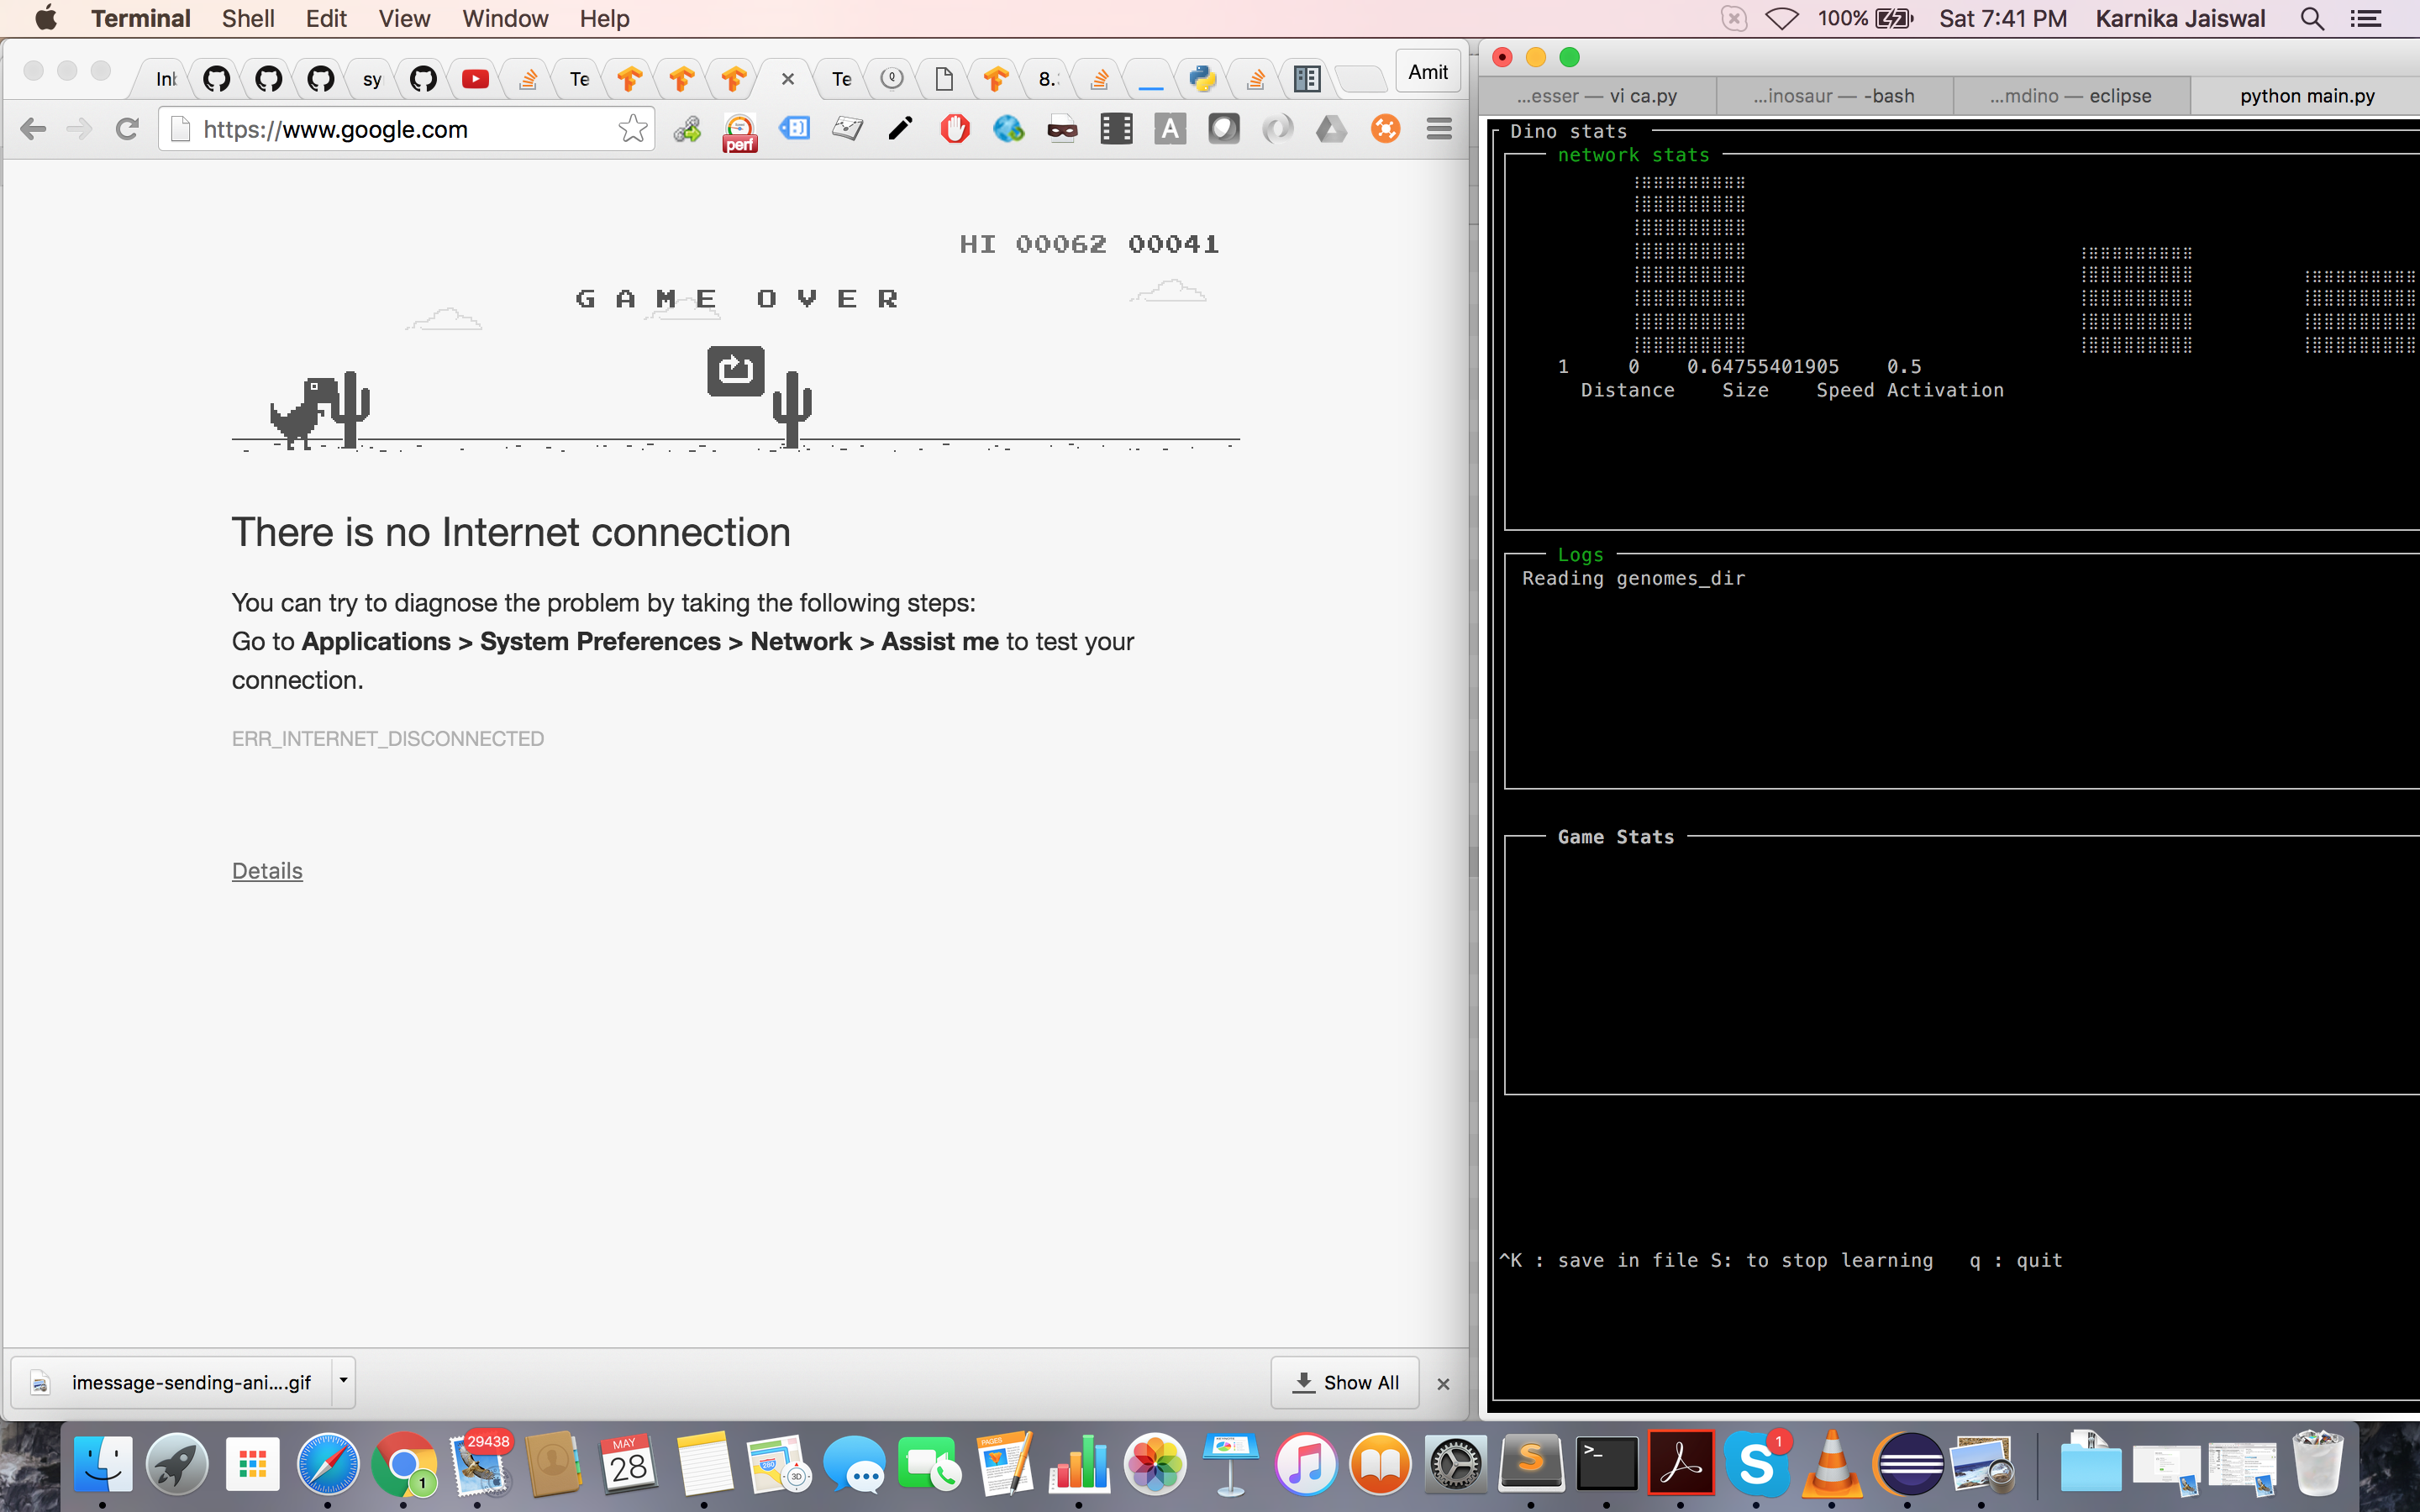 Terminal Shell Edit View Window Help 100% Sat 7:41 PM Karnika Jaiswal
Inb sy Te Te 8. Amit
https://www.google.com
perf
HI 00062 00041
GAME OVER
There is no Internet connection
You can try to diagnose the problem by taking the following steps:
Go to Applications > System Preferences > Network > Assist me to test your
connection.
ERR_INTERNET_DISCONNECTED
Details
imessage-sending-ani....gif
Show All
...esser — vi ca.py ...inosaur — -bash ...mdino — eclipse python main.py
Dino stats
network stats
1 0 0.64755401905 0.5
Distance Size Speed Activation
Logs
Reading genomes_dir
Game Stats
^K : save in file S: to stop learning q : quit
1 29438 MAY 28 280 3D PAGES 1